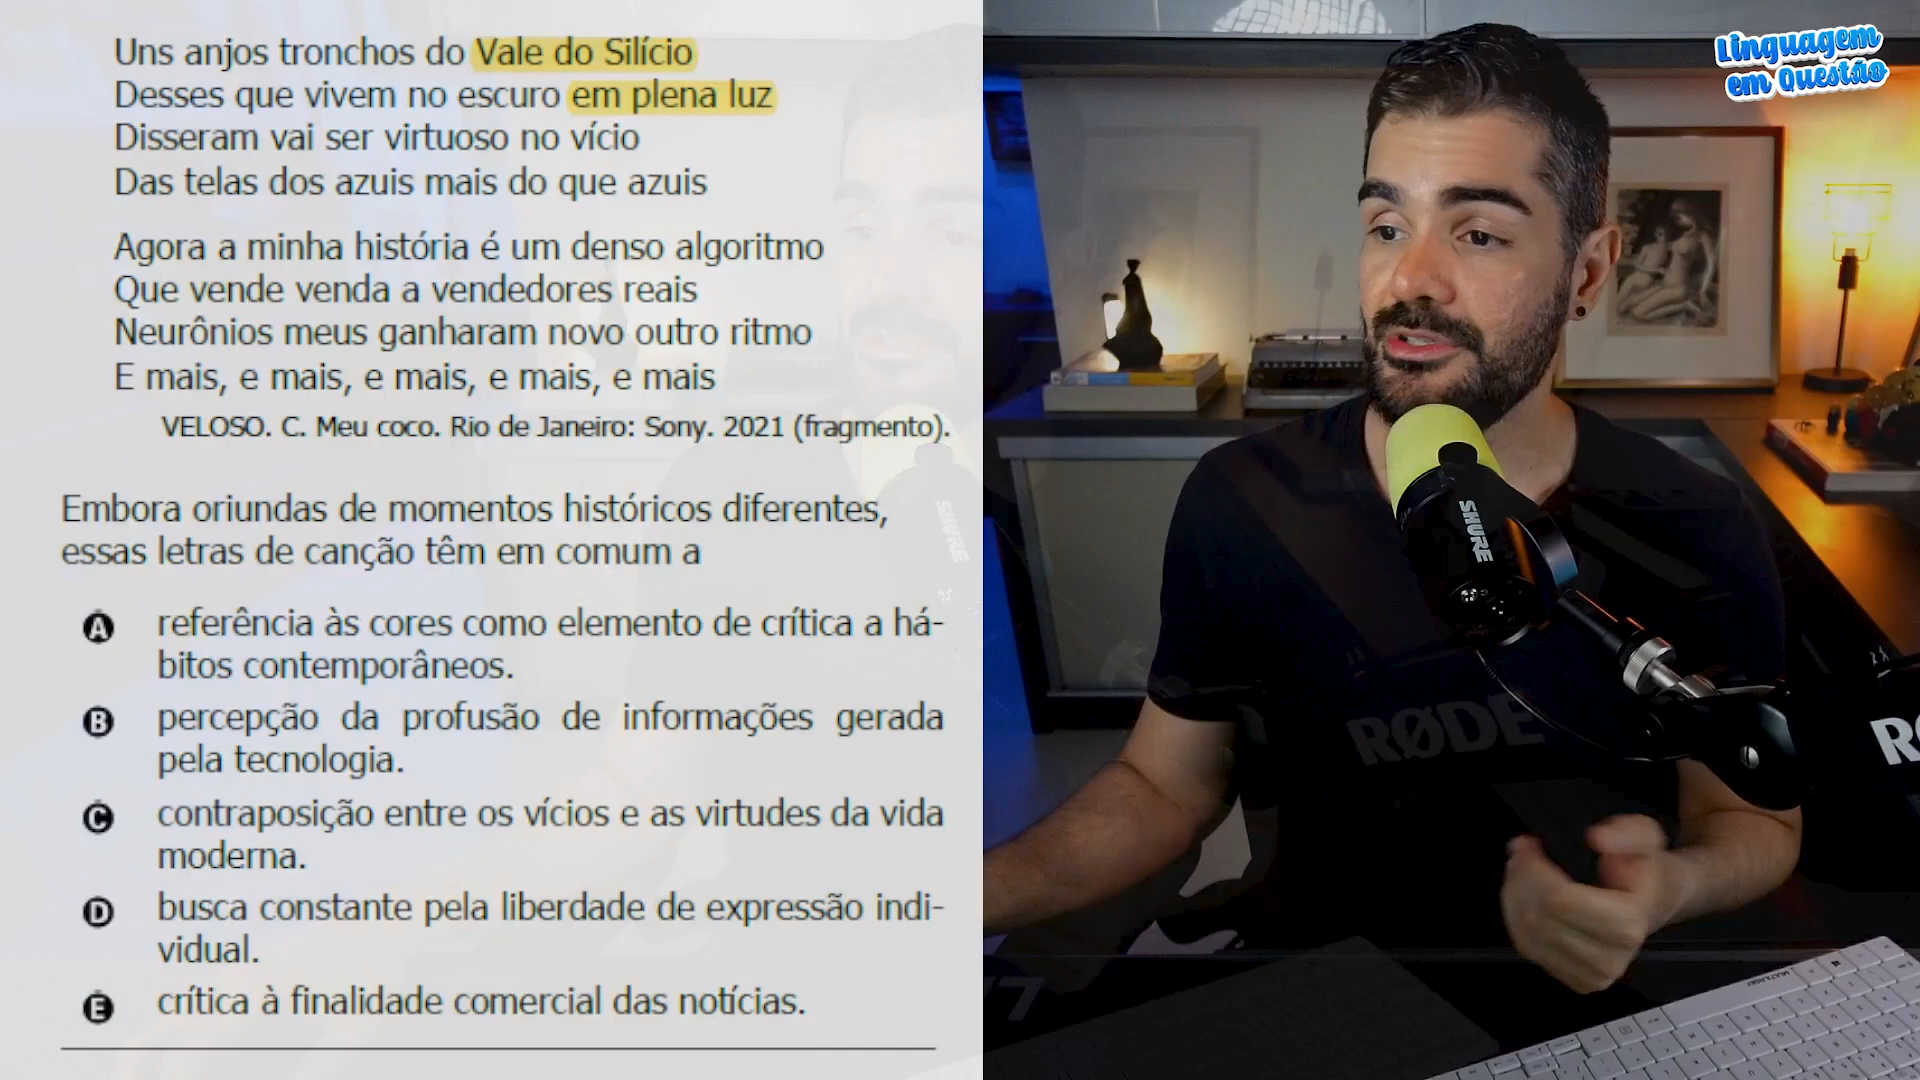 Uns anjos tronchos do Vale do Silício
Desses que vivem no escuro em plena luz
Disseram vai ser virtuoso no vício
Das telas dos azuis mais do que azuis
Agora a minha história é um denso algoritmo
Que vende venda a vendedores reais
Neurônios meus ganharam novo outro ritmo
E mais, e mais, e mais, e mais, e mais
VELOSO. C. Meu coco. Rio de Janeiro: Sony. 2021 (fragmento).
Embora oriundas de momentos históricos diferentes,
essas letras de canção têm em comum a
A referência às cores como elemento de crítica a há-
bitos contemporâneos.
B percepção da profusão de informações gerada
pela tecnologia.
C contraposição entre os vícios e as virtudes da vida
moderna.
D busca constante pela liberdade de expressão indi-
vidual.
E crítica à finalidade comercial das notícias.
Linguagem
em Questão
SHURE
SHURE
RØDE